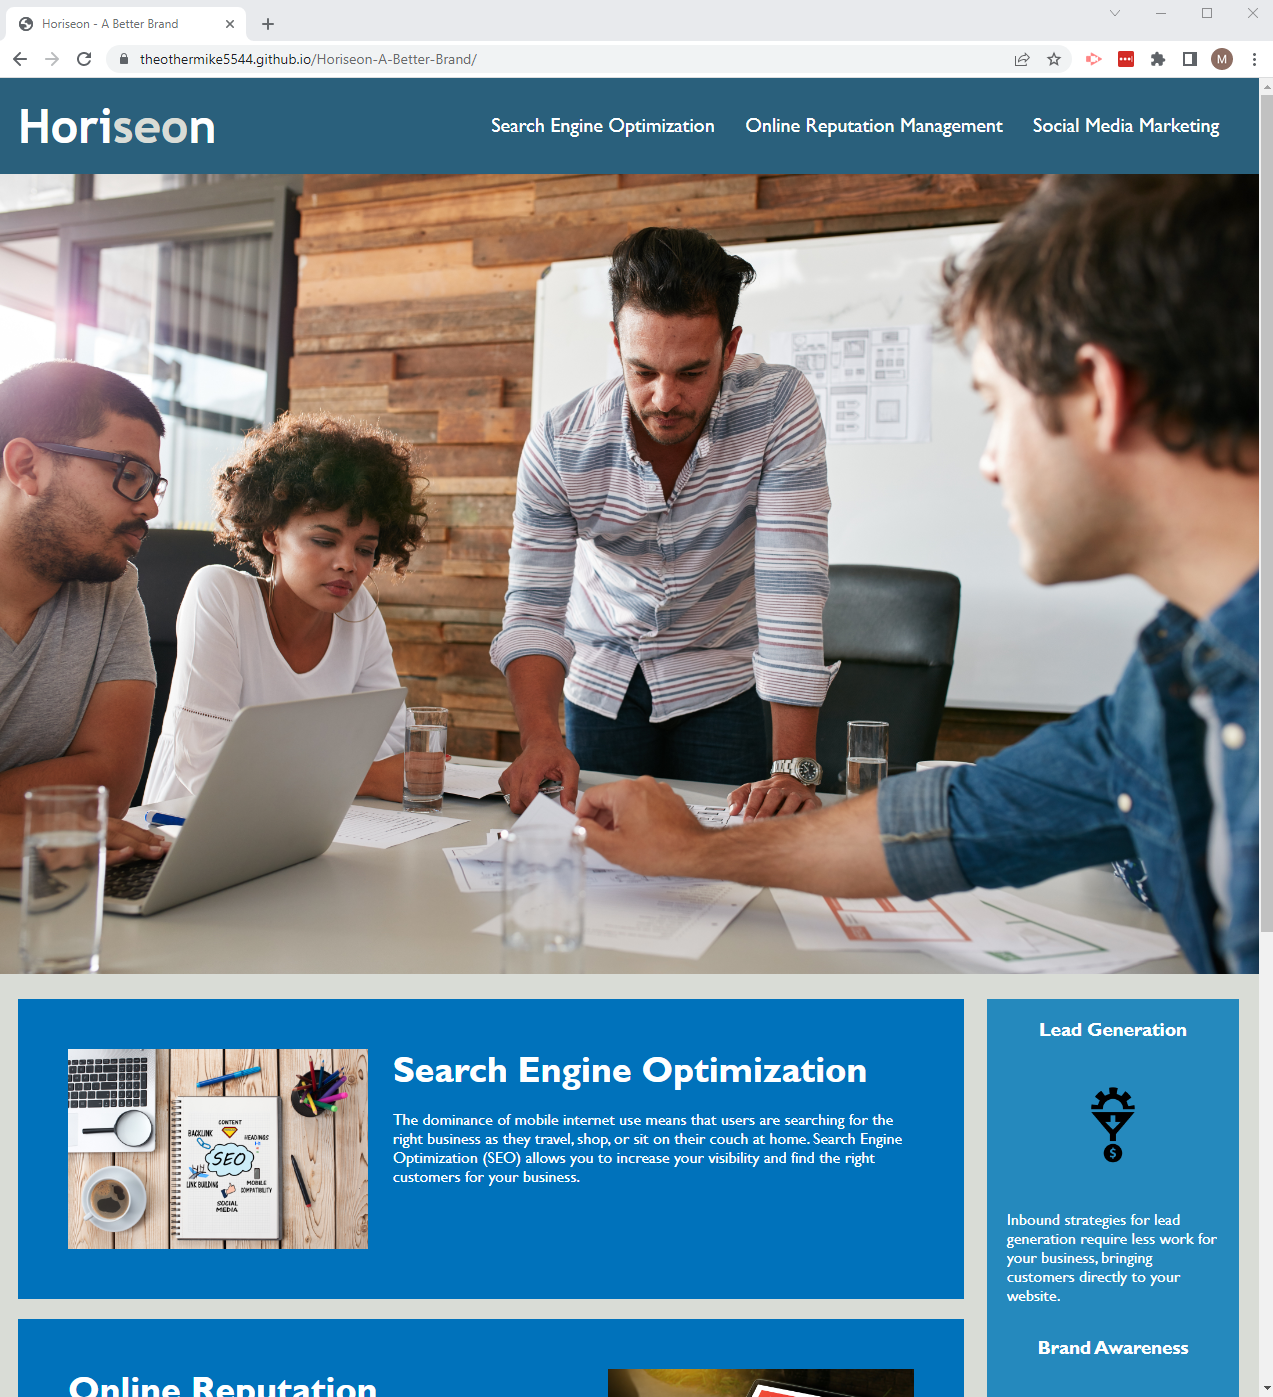 Horiseon - A Better Brand
theothermike5544.github.io/Horiseon-A-Better-Brand/
M
Horiseon
Search Engine Optimization Online Reputation Management Social Media Marketing
CONTENT
BACKLINK
HEADINGS
SEO
LINK BUILDING
MOBILE
COMPATIBILITY
SOCIAL
MEDIA
Search Engine Optimization
The dominance of mobile internet use means that users are searching for the
right business as they travel, shop, or sit on their couch at home. Search Engine
Optimization (SEO) allows you to increase your visibility and find the right
customers for your business.
Lead Generation
$
Inbound strategies for lead
generation require less work for
your business, bringing
customers directly to your
website.
Brand Awareness
Online Reputation